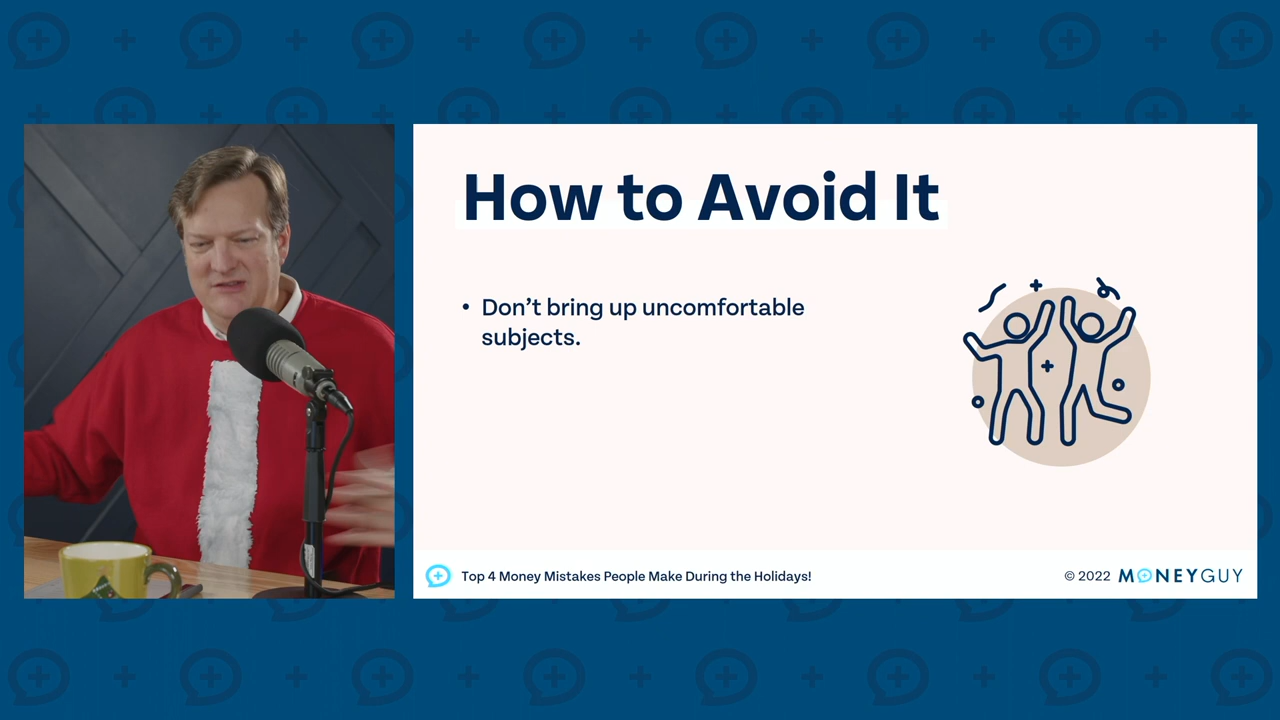 How to Avoid It
• Don’t bring up uncomfortable
subjects.
Top 4 Money Mistakes People Make During the Holidays!
© 2022 MONEYGUY